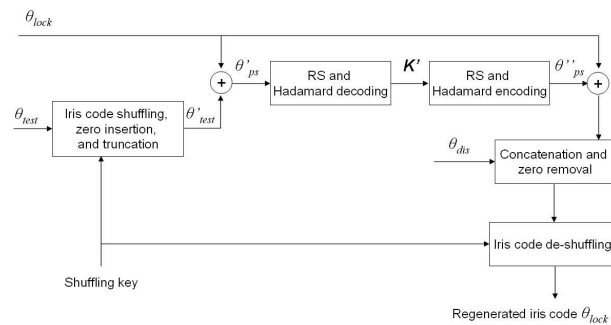 θlock
θ'ps
RS and
Hadamard decoding
K'
RS and
Hadamard encoding
θ''ps
+
+
θtest
Iris code shuffling,
zero insertion,
and truncation
θ'test
θdis
Concatenation and
zero removal
Iris code de-shuffling
Shuffling key
Regenerated iris code θlock